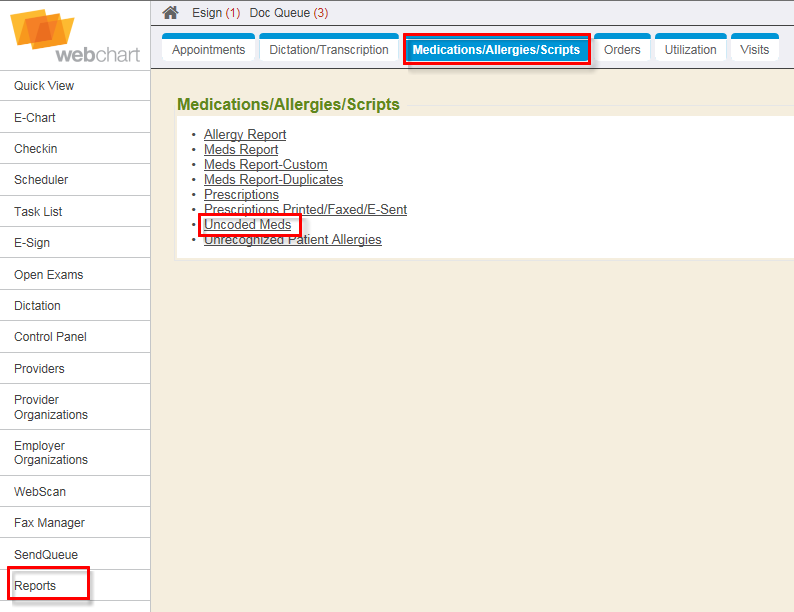 webchart
Quick View
E-Chart
Checkin
Scheduler
Task List
E-Sign
Open Exams
Dictation
Control Panel
Providers
Provider
Organizations
Employer
Organizations
WebScan
Fax Manager
SendQueue
Reports
Esign (1) Doc Queue (3)
Appointments Dictation/Transcription Medications/Allergies/Scripts Orders Utilization Visits
Medications/Allergies/Scripts
• Allergy Report
• Meds Report
• Meds Report-Custom
• Meds Report-Duplicates
• Prescriptions
• Prescriptions Printed/Faxed/E-Sent
• Uncoded Meds
• Unrecognized Patient Allergies